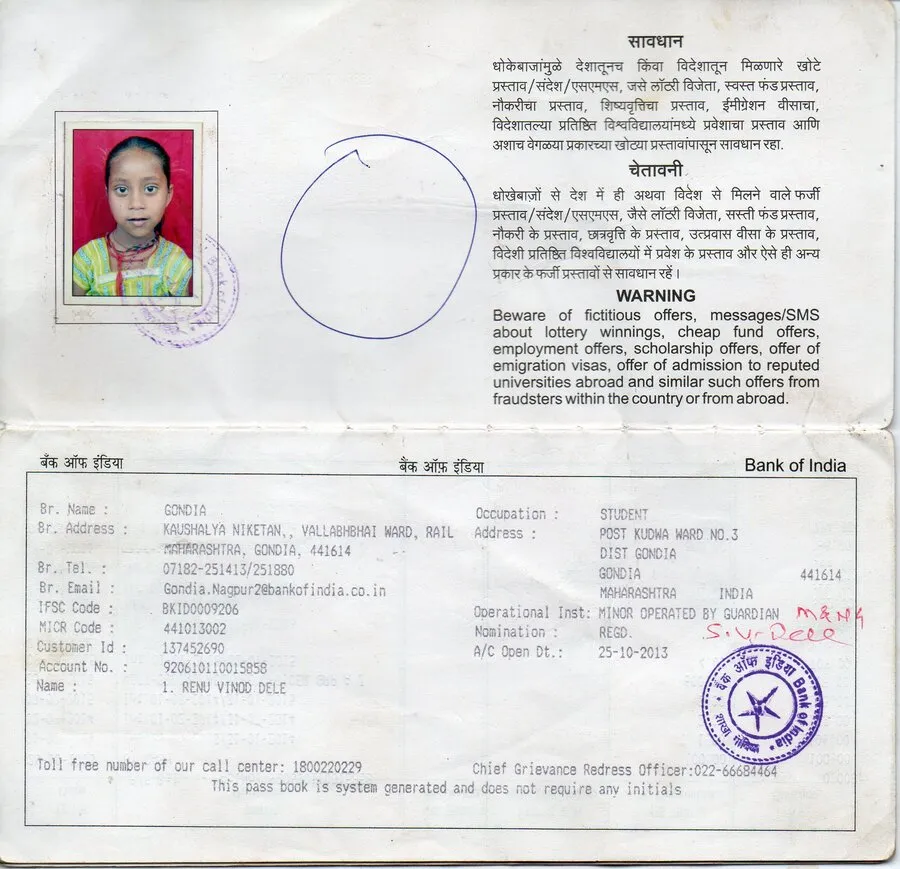 सावधान
धोकेबाजांमुळे देशातूनच किंवा विदेशातून मिळणारे खोटे
प्रस्ताव/संदेश/एसएमएस, जसे लॉटरी विजेता, स्वस्त फंड प्रस्ताव,
नौकरीचा प्रस्ताव, शिष्यवृत्तिचा प्रस्ताव, ईमीग्रेशन वीसाचा,
विदेशातल्या प्रतिष्ठित विश्वविद्यालयांमध्ये प्रवेशाचा प्रस्ताव आणि
अशाच वेगळया प्रकारच्या खोटया प्रस्तावांपासून सावधान रहा.
चेतावनी
धोखेबाज़ों से देश में ही अथवा विदेश से मिलने वाले फर्जी
प्रस्ताव/संदेश/एसएमएस, जैसे लॉटरी विजेता, सस्ती फंड प्रस्ताव,
नौकरी के प्रस्ताव, छात्रवृत्ति के प्रस्ताव, उत्प्रवास वीसा के प्रस्ताव,
विदेशी प्रतिष्ठित विश्वविद्यालयों में प्रवेश के प्रस्ताव और ऐसे ही अन्य
प्रकार के फर्जी प्रस्तावों से सावधान रहें।
WARNING
Beware of fictitious offers, messages/SMS
about lottery winnings, cheap fund offers,
employment offers, scholarship offers, offer of
emigration visas, offer of admission to reputed
universities abroad and similar such offers from
fraudsters within the country or from abroad.
बैंक ऑफ इंडिया बैंक ऑफ़ इंडिया Bank of India
Br. Name : GONDIA
Br. Address : KAUSHALYA NIKETAN,, VALLABHBHAI WARD, RAIL
MAHARASHTRA, GONDIA, 441614
Br. Tel. : 07182-251413/251880
Br. Email : Gondia.Nagpur2@bankofindia.co.in
IFSC Code : BKID0009206
MICR Code : 441013002
Customer Id : 137452690
Account No. : 920610110015858
Name : 1. RENU VINOD DELE
Occupation : STUDENT
Address : POST KUDWA WARD NO.3
DIST GONDIA
GONDIA 441614
MAHARASHTRA INDIA
Operational Inst: MINOR OPERATED BY GUARDIAN
Nomination : REGD.
S. V. Dele
A/C Open Dt.: 25-10-2013
बैंक ऑफ इंडिया Bank of India
शाखा गोंदिया
Toll free number of our call center: 1800220229 Chief Grievance Redress Officer:022-66684464
This pass book is system generated and does not require any initials